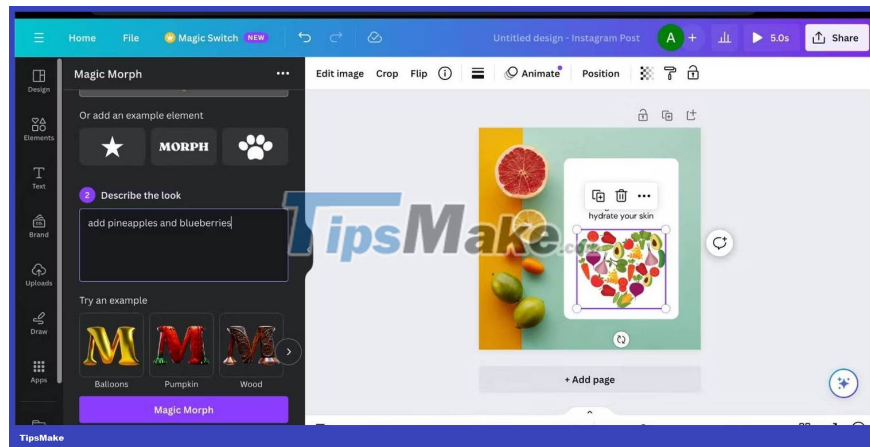 Home File Magic Switch NEW Untitled design - Instagram Post A + 5.0s Share
Design
Elements
Text
Brand
Uploads
Draw
Apps
Magic Morph
Or add an example element
MORPH
2 Describe the look
add pineapples and blueberries
Try an example
M M M
Balloons Pumpkin Wood
Magic Morph
Edit image Crop Flip Animate Position
hydrate your skin
TipsMake.com
+ Add page
TipsMake